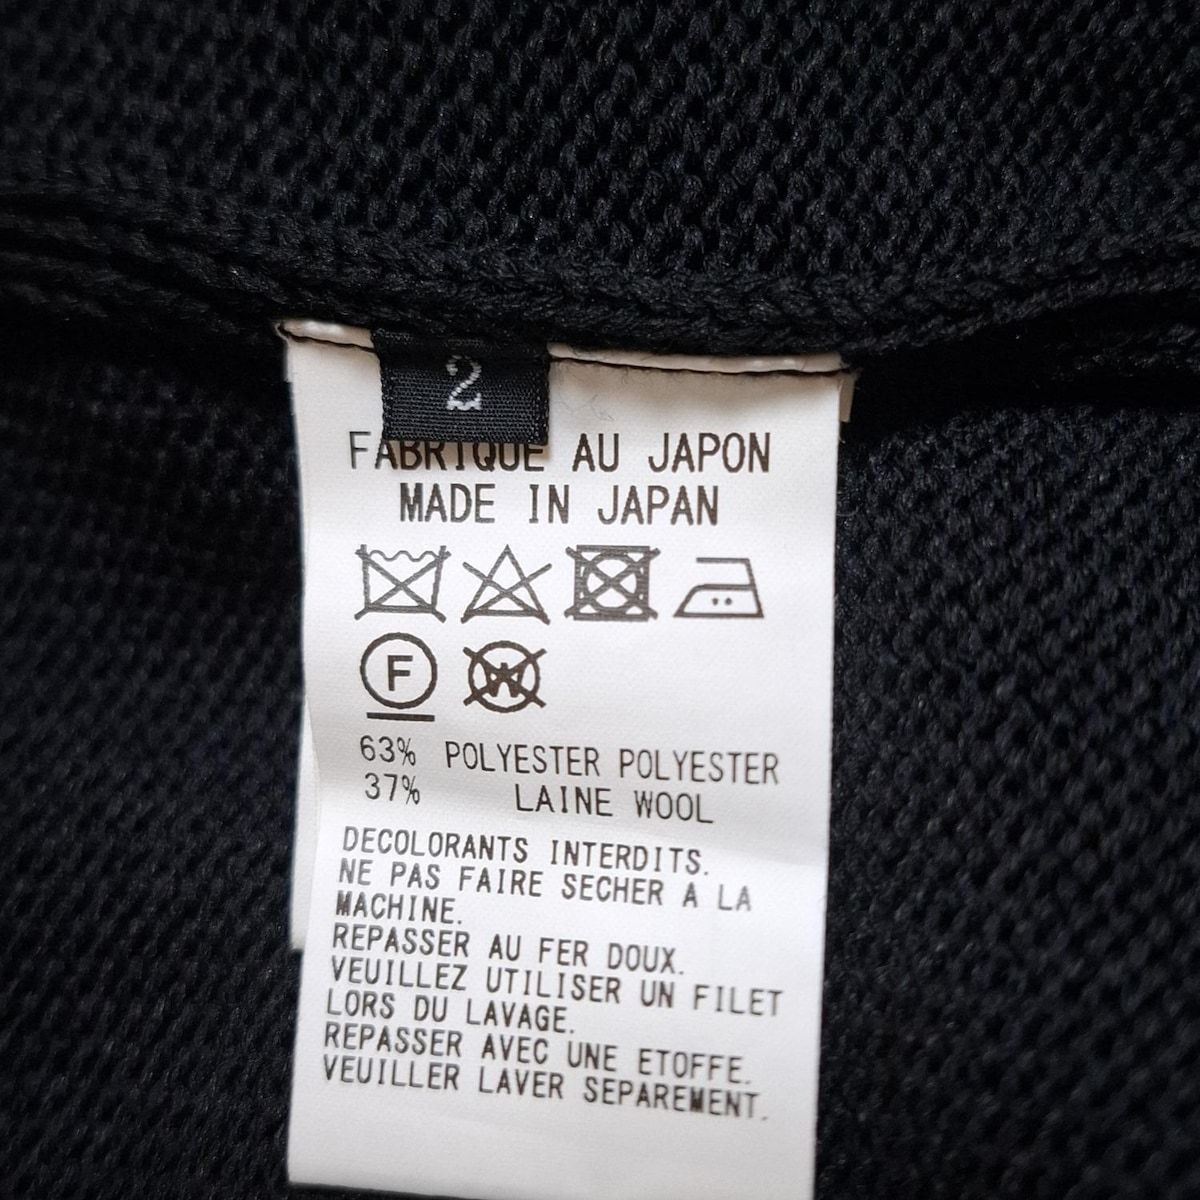 2
FABRIQUE AU JAPON
MADE IN JAPAN
F W
63% POLYESTER POLYESTER
37% LAINE WOOL
DECOLORANTS INTERDITS.
NE PAS FAIRE SECHER A LA
MACHINE.
REPASSER AU FER DOUX.
VEUILLEZ UTILISER UN FILET
LORS DU LAVAGE.
REPASSER AVEC UNE ETOFFE.
VEUILLER LAVER SEPAREMENT.